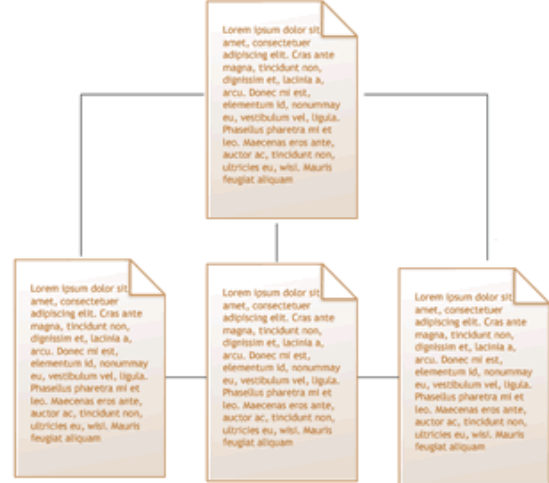 Lorem ipsum dolor sit
amet, consectetuer
adipiscing elit. Cras ante
magna, tincidunt non,
dignissim et, lacinia a,
arcu. Donec mi est,
elementum id, nonummay
eu, vestibulum vel, ligula.
Phasellus pharetra mi et
leo. Maecenas eros ante,
auctor ac, tincidunt non,
ultricies eu, wisi. Mauris
feugiat aliquam
Lorem ipsum dolor sit
amet, consectetuer
adipiscing elit. Cras ante
magna, tincidunt non,
dignissim et, lacinia a,
arcu. Donec mi est,
elementum id, nonummay
eu, vestibulum vel, ligula.
Phasellus pharetra mi et
leo. Maecenas eros ante,
auctor ac, tincidunt non,
ultricies eu, wisi. Mauris
feugiat aliquam
Lorem ipsum dolor sit
amet, consectetuer
adipiscing elit. Cras ante
magna, tincidunt non,
dignissim et, lacinia a,
arcu. Donec mi est,
elementum id, nonummay
eu, vestibulum vel, ligula.
Phasellus pharetra mi et
leo. Maecenas eros ante,
auctor ac, tincidunt non,
ultricies eu, wisi. Mauris
feugiat aliquam
Lorem ipsum dolor sit
amet, consectetuer
adipiscing elit. Cras ante
magna, tincidunt non,
dignissim et, lacinia a,
arcu. Donec mi est,
elementum id, nonummay
eu, vestibulum vel, ligula.
Phasellus pharetra mi et
leo. Maecenas eros ante,
auctor ac, tincidunt non,
ultricies eu, wisi. Mauris
feugiat aliquam